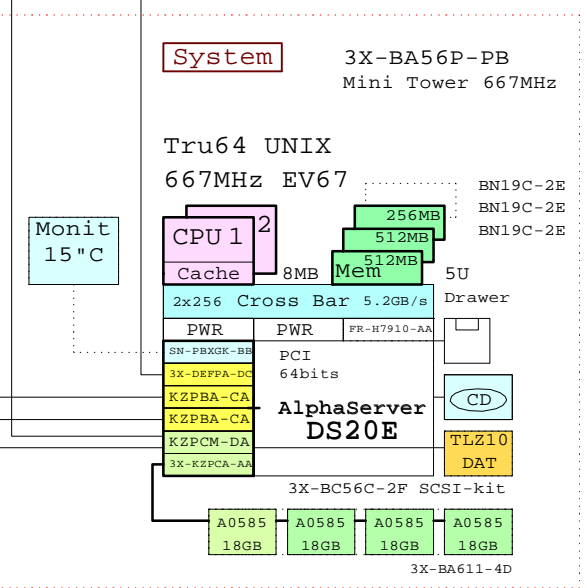 System
3X-BA56P-PB
Mini Tower 667MHz
Tru64 UNIX
667MHz EV67
BN19C-2E
BN19C-2E
BN19C-2E
Monit
15"C
CPU 1
2
Cache
8MB
256MB
512MB
512MB
Mem
5U
Drawer
2x256 Cross Bar 5.2GB/s
PWR
PWR
FR-H7910-AA
SN-PBXGK-BB
3X-DEFPA-DC
KZPBA-CA
KZPBA-CA
KZPCM-DA
3X-KZPCA-AA
PCI
64bits
AlphaServer
DS20E
CD
TLZ10
DAT
3X-BC56C-2F SCSI-kit
A0585
18GB
A0585
18GB
A0585
18GB
A0585
18GB
3X-BA611-4D